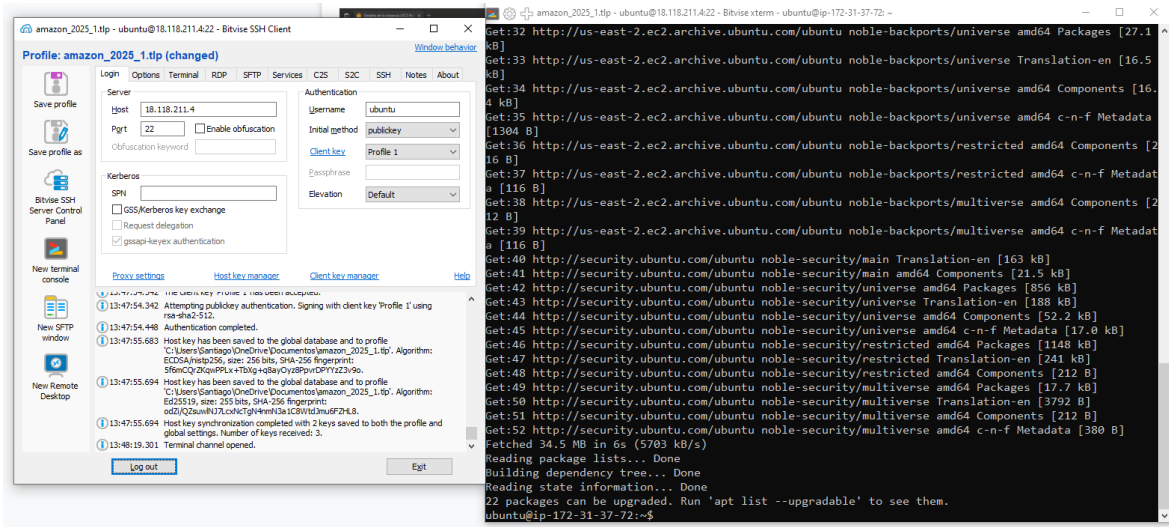 amazon_2025_1.tlp - ubuntu@18.118.211.4:22 - Bitvise SSH Client
Window behavior
Profile: amazon_2025_1.tlp (changed)
Save profile
Save profile as
Bitvise SSH
Server Control
Panel
New terminal
console
New SFTP
window
New Remote
Desktop
Login Options Terminal RDP SFTP Services C2S S2C SSH Notes About
Server
Host 18.118.211.4
Port 22 Enable obfuscation
Obfuscation keyword
Kerberos
SPN
GSS/Kerberos key exchange
Request delegation
gssapi-keyex authentication
Authentication
Username ubuntu
Initial method publickey
Client key Profile 1
Passphrase
Elevation Default
Proxy settings Host key manager Client key manager Help
13:47:54.342 The client key 'Profile 1' has been accepted.
13:47:54.342 Attempting publickey authentication. Signing with client key 'Profile 1' using
rsa-sha2-512.
13:47:54.448 Authentication completed.
13:47:55.683 Host key has been saved to the global database and to profile
'C:\Users\Santiago\OneDrive\Documentos\amazon_2025_1.tlp'. Algorithm:
ECDSA/nistp256, size: 256 bits, SHA-256 fingerprint:
5f6mCQrZKqwPPLx+TbXg+q8ayOyz8PpvrDPYYzZ3v9o.
13:47:55.694 Host key has been saved to the global database and to profile
'C:\Users\Santiago\OneDrive\Documentos\amazon_2025_1.tlp'. Algorithm:
Ed25519, size: 255 bits, SHA-256 fingerprint:
13:47:55.694 Host key synchronization completed with 2 keys saved to both the profile and
global settings. Number of keys received: 3.
13:48:19.301 Terminal channel opened.
Log out Exit
amazon_2025_1.tlp - ubuntu@18.118.211.4:22 - Bitvise xterm - ubuntu@ip-172-31-37-72: ~
Get:32 http://us-east-2.ec2.archive.ubuntu.com/ubuntu noble-backports/universe amd64 Packages [27.1
kB]
Get:33 http://us-east-2.ec2.archive.ubuntu.com/ubuntu noble-backports/universe Translation-en [16.5
kB]
Get:34 http://us-east-2.ec2.archive.ubuntu.com/ubuntu noble-backports/universe amd64 Components [16.
4 kB]
Get:35 http://us-east-2.ec2.archive.ubuntu.com/ubuntu noble-backports/universe amd64 c-n-f Metadata
[1304 B]
Get:36 http://us-east-2.ec2.archive.ubuntu.com/ubuntu noble-backports/restricted amd64 Components [2
16 B]
Get:37 http://us-east-2.ec2.archive.ubuntu.com/ubuntu noble-backports/restricted amd64 c-n-f Metadat
a [116 B]
Get:38 http://us-east-2.ec2.archive.ubuntu.com/ubuntu noble-backports/multiverse amd64 Components [2
12 B]
Get:39 http://us-east-2.ec2.archive.ubuntu.com/ubuntu noble-backports/multiverse amd64 c-n-f Metadat
a [116 B]
Get:40 http://security.ubuntu.com/ubuntu noble-security/main Translation-en [163 kB]
Get:41 http://security.ubuntu.com/ubuntu noble-security/main amd64 Components [21.5 kB]
Get:42 http://security.ubuntu.com/ubuntu noble-security/universe amd64 Packages [856 kB]
Get:43 http://security.ubuntu.com/ubuntu noble-security/universe Translation-en [188 kB]
Get:44 http://security.ubuntu.com/ubuntu noble-security/universe amd64 Components [52.2 kB]
Get:45 http://security.ubuntu.com/ubuntu noble-security/universe amd64 c-n-f Metadata [17.0 kB]
Get:46 http://security.ubuntu.com/ubuntu noble-security/restricted amd64 Packages [1148 kB]
Get:47 http://security.ubuntu.com/ubuntu noble-security/restricted Translation-en [241 kB]
Get:48 http://security.ubuntu.com/ubuntu noble-security/restricted amd64 Components [212 B]
Get:49 http://security.ubuntu.com/ubuntu noble-security/multiverse amd64 Packages [17.7 kB]
Get:50 http://security.ubuntu.com/ubuntu noble-security/multiverse Translation-en [3792 B]
Get:51 http://security.ubuntu.com/ubuntu noble-security/multiverse amd64 Components [212 B]
Get:52 http://security.ubuntu.com/ubuntu noble-security/multiverse amd64 c-n-f Metadata [380 B]
Fetched 34.5 MB in 6s (5703 kB/s)
Reading package lists... Done
Building dependency tree... Done
Reading state information... Done
22 packages can be upgraded. Run 'apt list --upgradable' to see them.
ubuntu@ip-172-31-37-72:~$